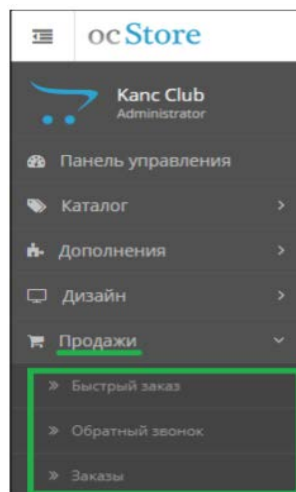 ocStore
Kanc Club
Administrator
Панель управления
Каталог
Дополнения
Дизайн
Продажи
Быстрый заказ
Обратный звонок
Заказы